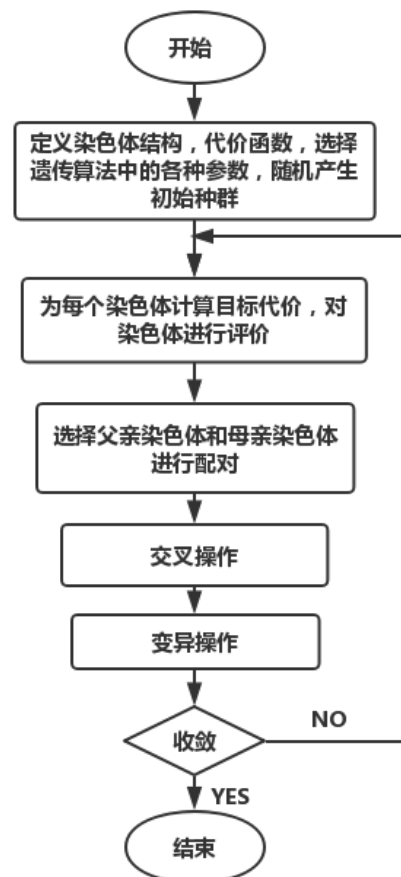 开始
定义染色体结构，代价函数，选择
遗传算法中的各种参数，随机产生
初始种群
为每个染色体计算目标代价，对
染色体进行评价
选择父亲染色体和母亲染色体
进行配对
交叉操作
变异操作
收敛
NO
YES
结束